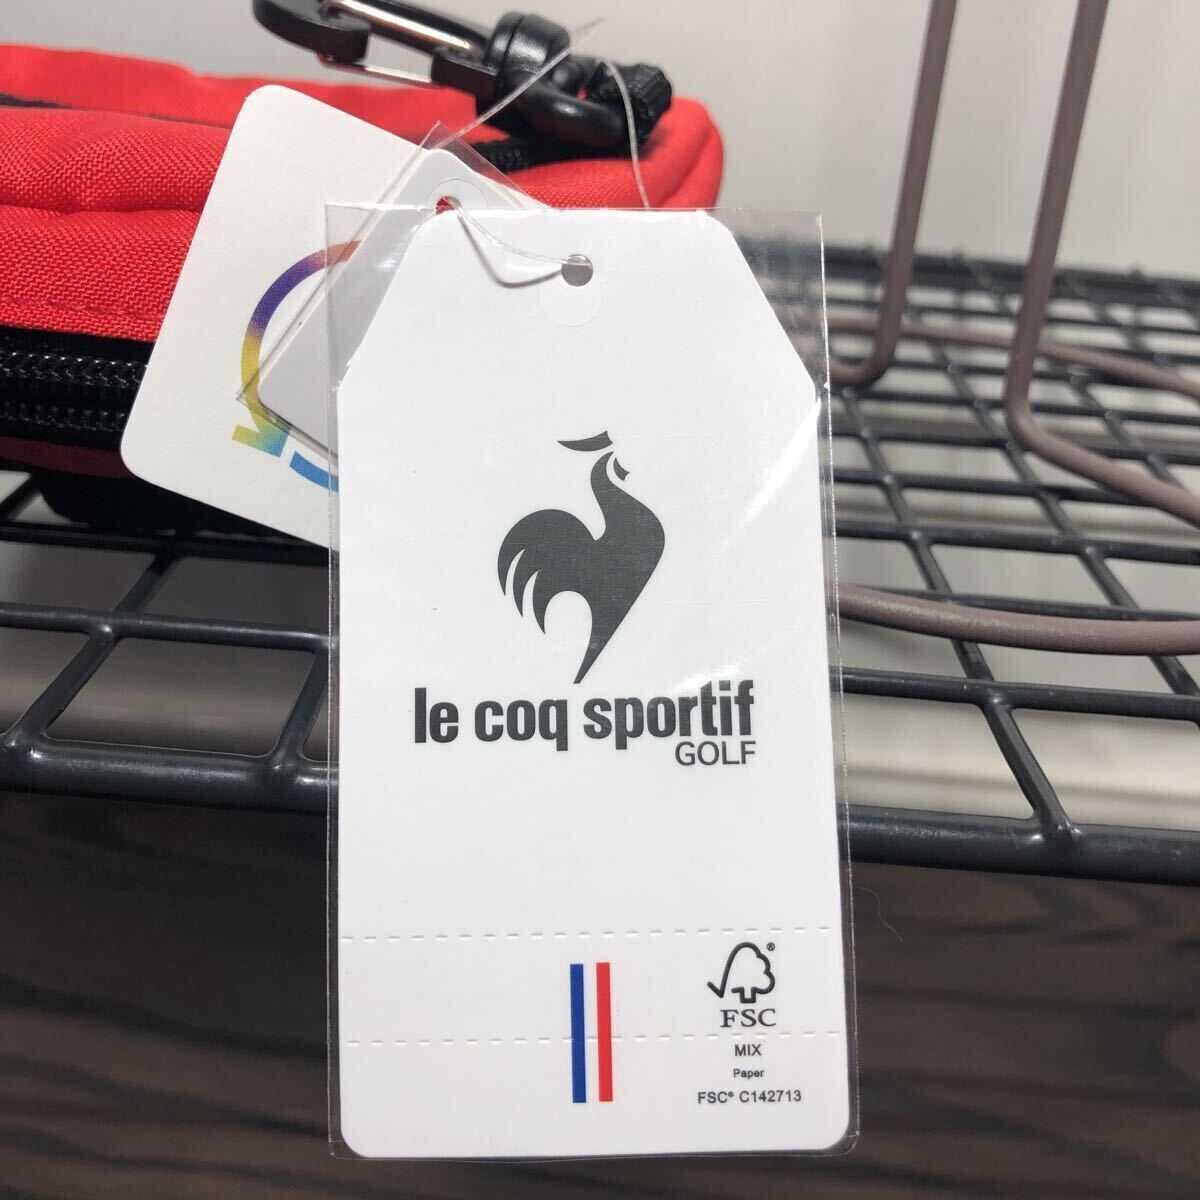 le coq sportif
GOLF
FSC®
MIX
Paper
FSC® C142713